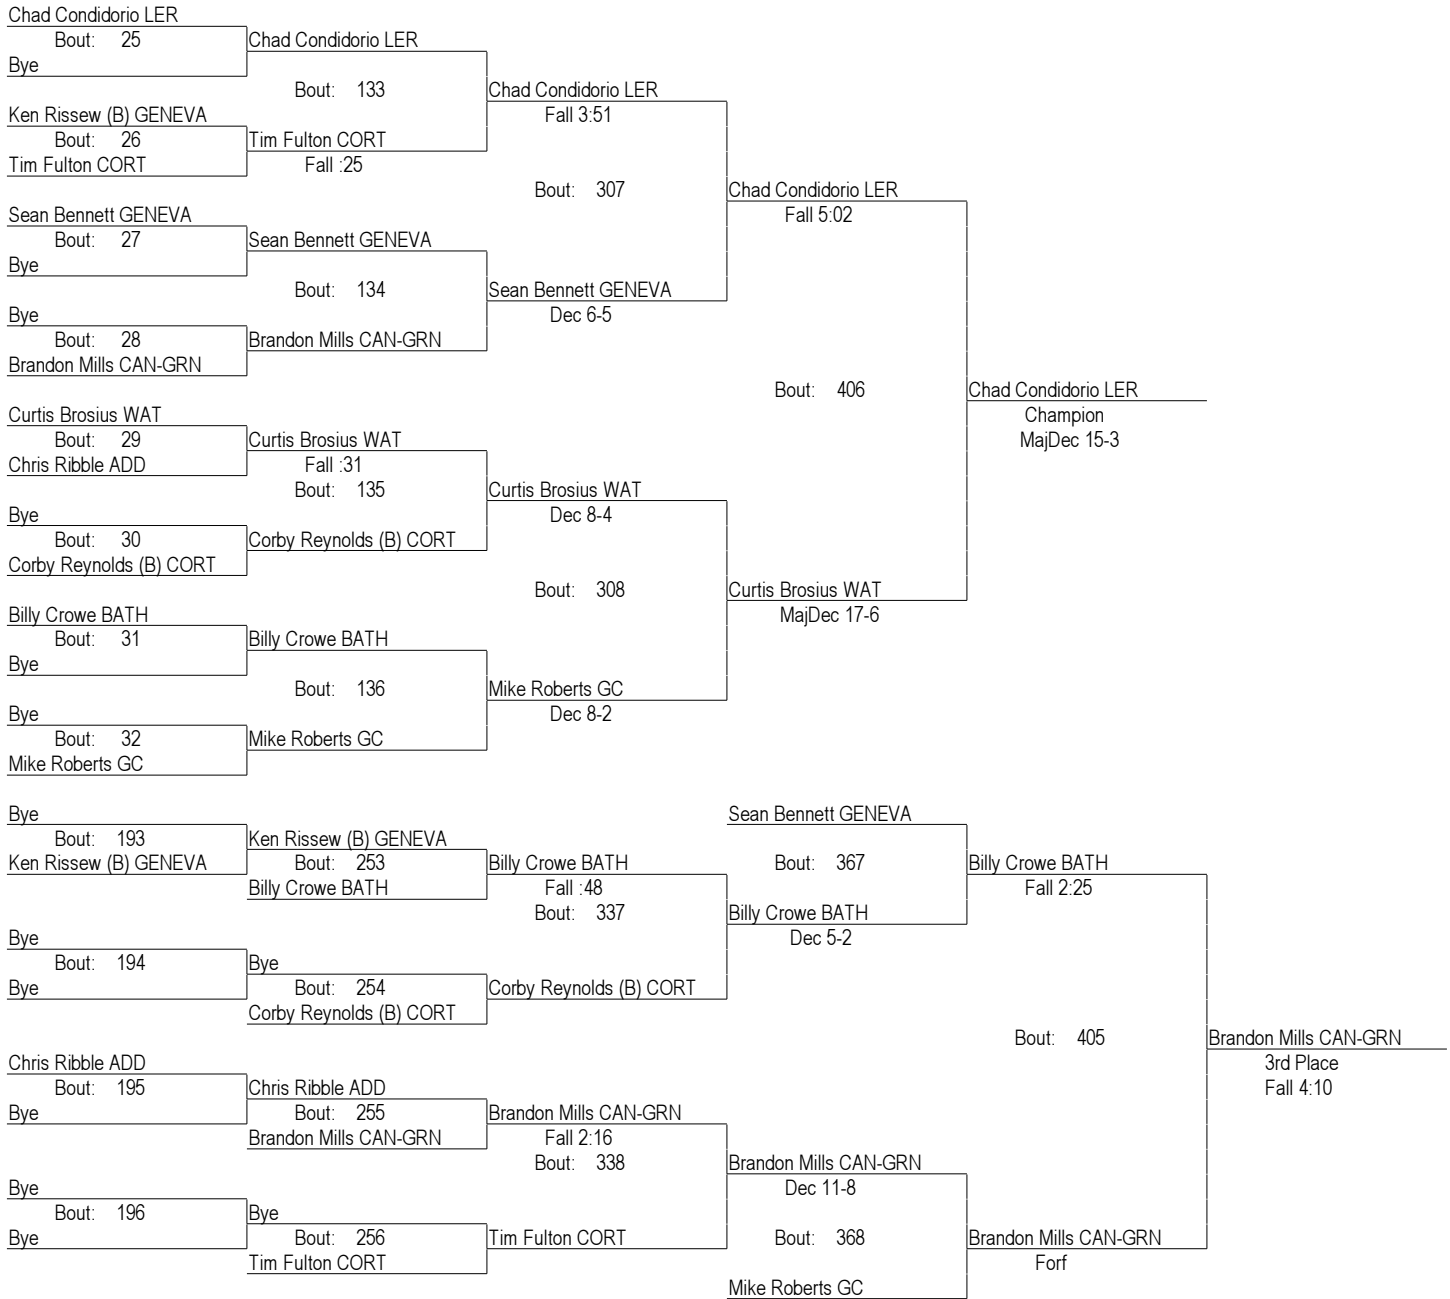 Chad Condidorio LER
Bout: 25
Chad Condidorio LER
Bye
Bout: 133
Chad Condidorio LER
Ken Rissew (B) GENEVA
Fall 3:51
Bout: 26
Tim Fulton CORT
Tim Fulton CORT
Fall :25
Bout: 307
Chad Condidorio LER
Sean Bennett GENEVA
Fall 5:02
Bout: 27
Sean Bennett GENEVA
Bye
Bout: 134
Sean Bennett GENEVA
Bye
Dec 6-5
Bout: 28
Brandon Mills CAN-GRN
Brandon Mills CAN-GRN
Bout: 406
Chad Condidorio LER
Curtis Brosius WAT
Champion
Bout: 29
Curtis Brosius WAT
MajDec 15-3
Chris Ribble ADD
Fall :31
Bout: 135
Curtis Brosius WAT
Bye
Dec 8-4
Bout: 30
Corby Reynolds (B) CORT
Corby Reynolds (B) CORT
Bout: 308
Curtis Brosius WAT
Billy Crowe BATH
MajDec 17-6
Bout: 31
Billy Crowe BATH
Bye
Bout: 136
Mike Roberts GC
Bye
Dec 8-2
Bout: 32
Mike Roberts GC
Mike Roberts GC
Bye
Sean Bennett GENEVA
Bout: 193
Ken Rissew (B) GENEVA
Ken Rissew (B) GENEVA
Bout: 253
Billy Crowe BATH
Bout: 367
Billy Crowe BATH
Billy Crowe BATH
Fall :48
Fall 2:25
Bout: 337
Billy Crowe BATH
Bye
Dec 5-2
Bout: 194
Bye
Bye
Bout: 254
Corby Reynolds (B) CORT
Corby Reynolds (B) CORT
Bout: 405
Brandon Mills CAN-GRN
Chris Ribble ADD
3rd Place
Bout: 195
Chris Ribble ADD
Fall 4:10
Bye
Bout: 255
Brandon Mills CAN-GRN
Brandon Mills CAN-GRN
Fall 2:16
Bout: 338
Brandon Mills CAN-GRN
Bye
Dec 11-8
Bout: 196
Bye
Bye
Bout: 256
Tim Fulton CORT
Bout: 368
Brandon Mills CAN-GRN
Tim Fulton CORT
Forf
Mike Roberts GC